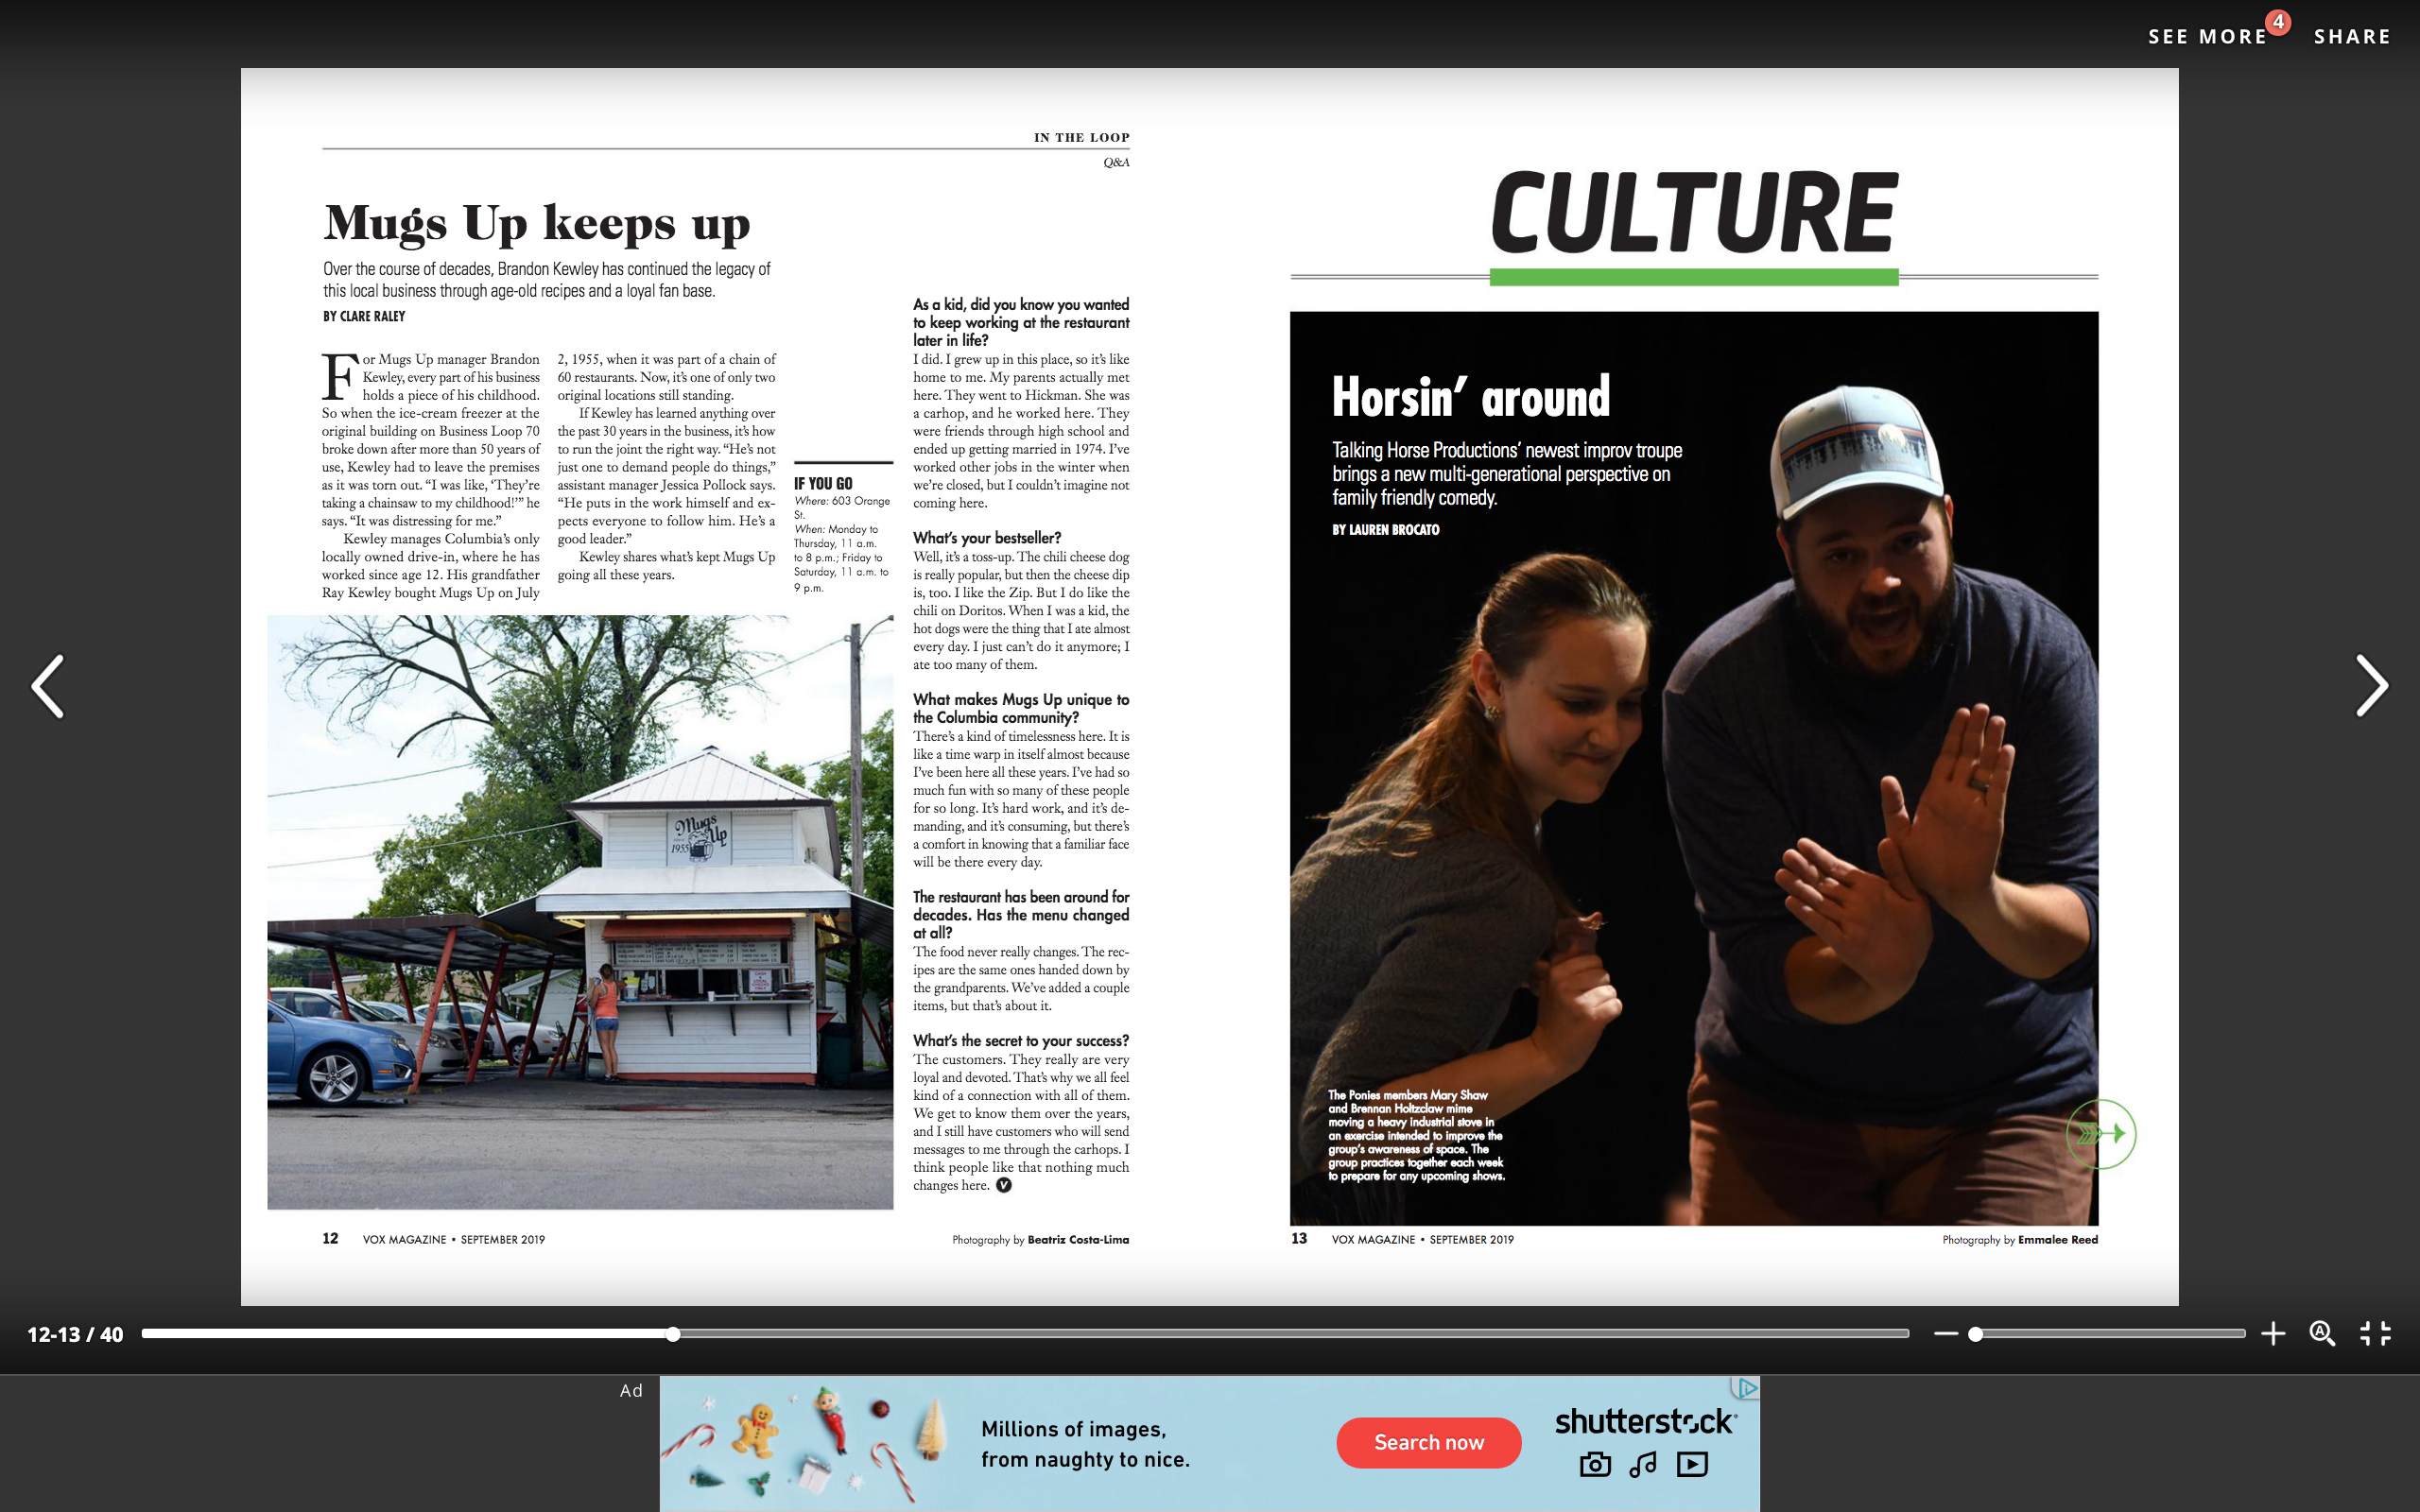 SEE MORE 4 SHARE
IN THE LOOP
Q&A
Mugs Up keeps up
Over the course of decades, Brandon Kewley has continued the legacy of
this local business through age-old recipes and a loyal fan base.
BY CLARE RALEY
For Mugs Up manager Brandon
Kewley, every part of his business
holds a piece of his childhood.
So when the ice-cream freezer at the
original building on Business Loop 70
broke down after more than 50 years of
use, Kewley had to leave the premises
as it was torn out. “I was like, ‘They’re
taking a chainsaw to my childhood!’” he
says. “It was distressing for me.”
Kewley manages Columbia’s only
locally owned drive-in, where he has
worked since age 12. His grandfather
Ray Kewley bought Mugs Up on July
2, 1955, when it was part of a chain of
60 restaurants. Now, it’s one of only two
original locations still standing.
If Kewley has learned anything over
the past 30 years in the business, it’s how
to run the joint the right way. “He’s not
just one to demand people do things,”
assistant manager Jessica Pollock says.
“He puts in the work himself and ex-
pects everyone to follow him. He’s a
good leader.”
Kewley shares what’s kept Mugs Up
going all these years.
IF YOU GO
Where: 603 Orange
St.
When: Monday to
Thursday, 11 a.m.
to 8 p.m.; Friday to
Saturday, 11 a.m. to
9 p.m.
As a kid, did you know you wanted
to keep working at the restaurant
later in life?
I did. I grew up in this place, so it’s like
home to me. My parents actually met
here. They went to Hickman. She was
a carhop, and he worked here. They
were friends through high school and
ended up getting married in 1974. I’ve
worked other jobs in the winter when
we’re closed, but I couldn’t imagine not
coming here.
What’s your bestseller?
Well, it’s a toss-up. The chili cheese dog
is really popular, but then the cheese dip
is, too. I like the Zip. But I do like the
chili on Doritos. When I was a kid, the
hot dogs were the thing that I ate almost
every day. I just can’t do it anymore; I
ate too many of them.
What makes Mugs Up unique to
the Columbia community?
There’s a kind of timelessness here. It is
like a time warp in itself almost because
I’ve been here all these years. I’ve had so
much fun with so many of these people
for so long. It’s hard work, and it’s de-
manding, and it’s consuming, but there’s
a comfort in knowing that a familiar face
will be there every day.
The restaurant has been around for
decades. Has the menu changed
at all?
The food never really changes. The rec-
ipes are the same ones handed down by
the grandparents. We’ve added a couple
items, but that’s about it.
What’s the secret to your success?
The customers. They really are very
loyal and devoted. That’s why we all feel
kind of a connection with all of them.
We get to know them over the years,
and I still have customers who will send
messages to me through the carhops. I
think people like that nothing much
changes here. V
Mugs
Up
1955
12 VOX MAGAZINE • SEPTEMBER 2019
Photography by Beatriz Costa-Lima
CULTURE
Horsin’ around
Talking Horse Productions’ newest improv troupe
brings a new multi-generational perspective on
family friendly comedy.
BY LAUREN BROCATO
The Ponies members Mary Shaw
and Brennan Holtzclaw mime
moving a heavy industrial stove in
an exercise intended to improve the
group’s awareness of space. The
group practices together each week
to prepare for any upcoming shows.
13 VOX MAGAZINE • SEPTEMBER 2019
Photography by Emmalee Reed
12-13 / 40
Ad
Millions of images,
from naughty to nice.
Search now
shutterstock